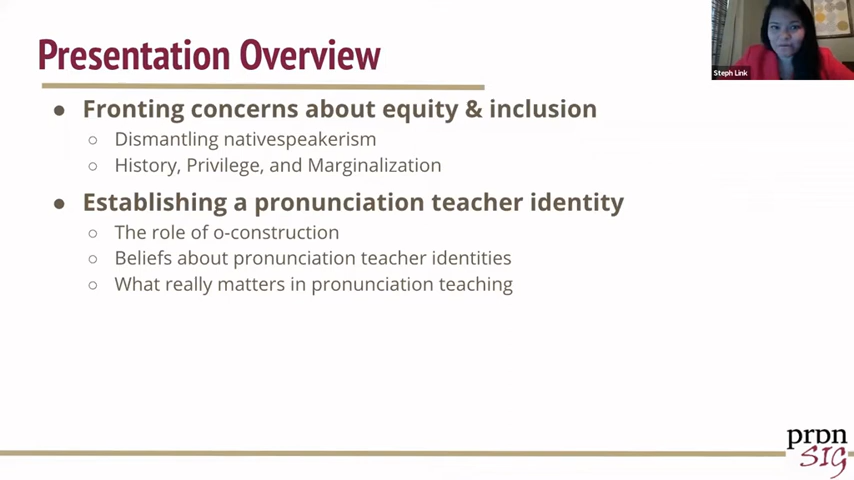 Presentation Overview
Steph Link
● Fronting concerns about equity & inclusion
○ Dismantling nativespeakerism
○ History, Privilege, and Marginalization
● Establishing a pronunciation teacher identity
○ The role of o-construction
○ Beliefs about pronunciation teacher identities
○ What really matters in pronunciation teaching
prɒn
SIG